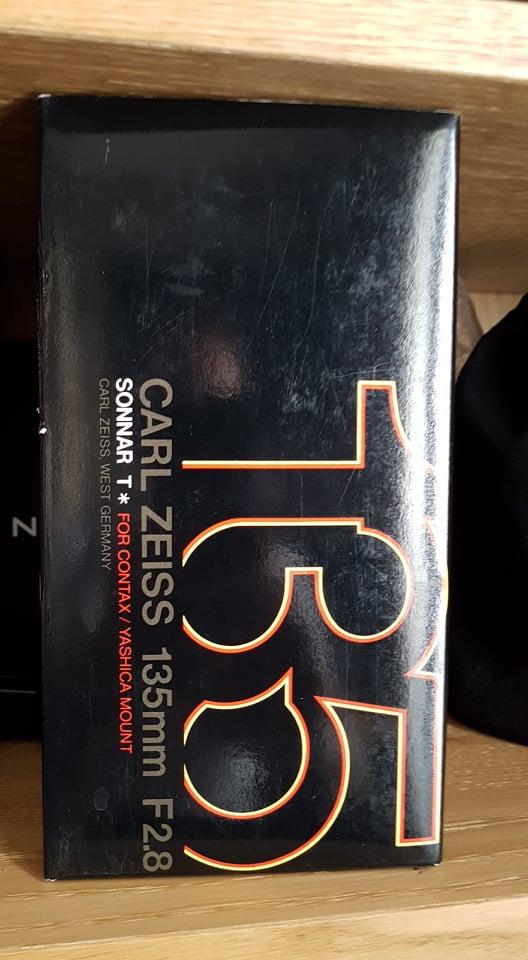 135
CARL ZEISS 135mm F2.8
SONNAR T* FOR CONTAX / YASHICA MOUNT
CARL ZEISS, WEST GERMANY
N